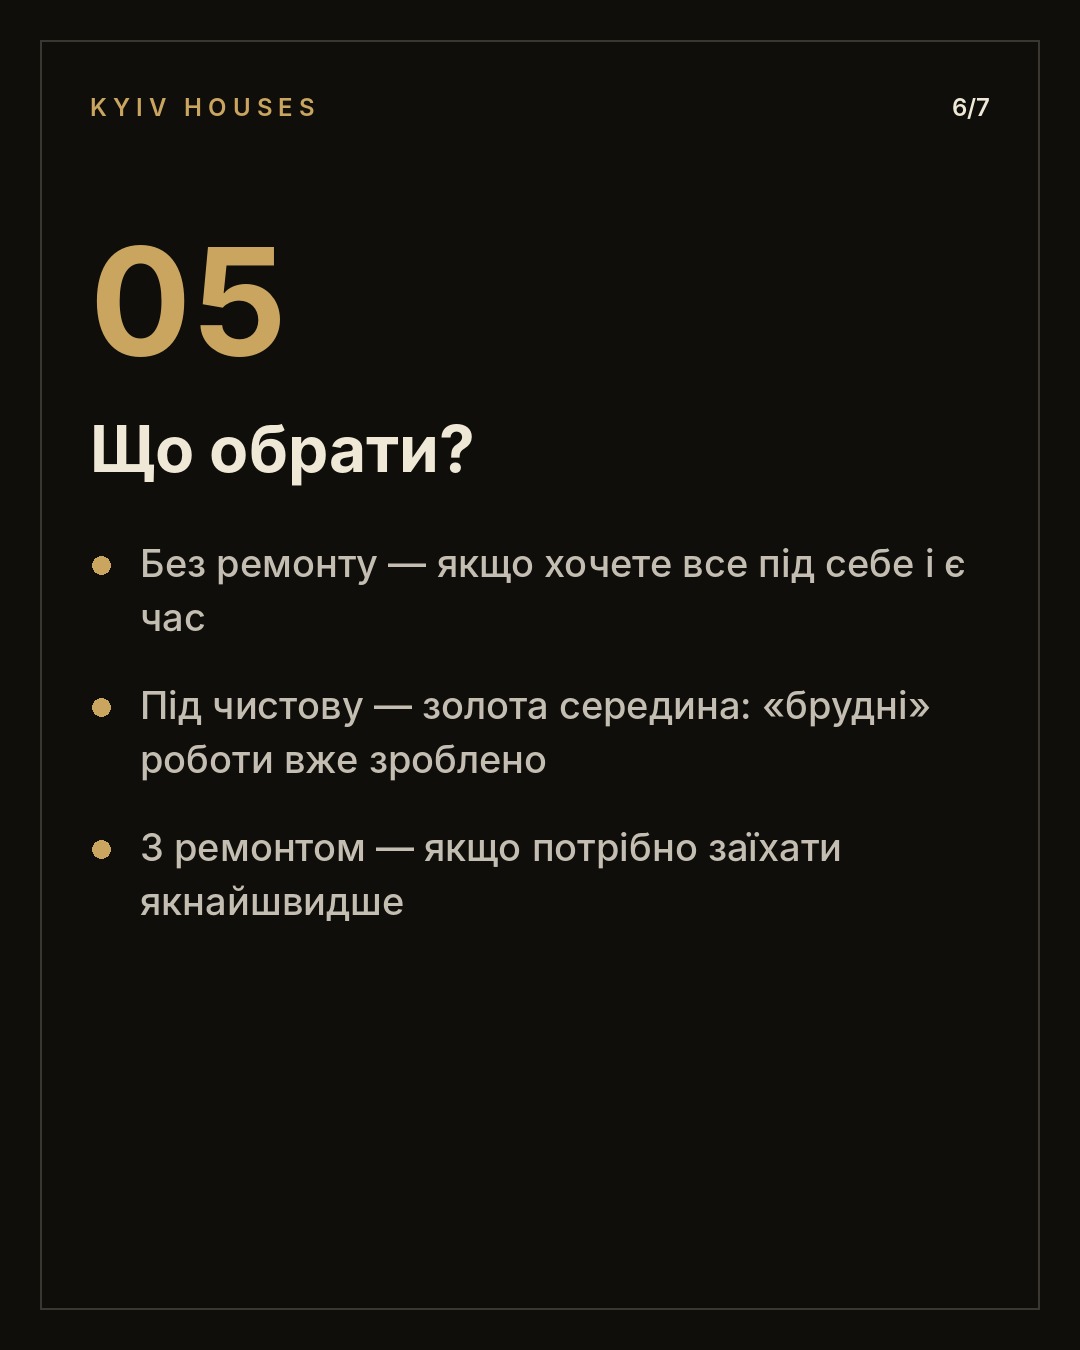 KYIV HOUSES
6/7
05
Що обрати?
Без ремонту — якщо хочете все під себе і є
час
Під чистову — золота середина: «брудні»
роботи вже зроблено
З ремонтом — якщо потрібно заїхати
якнайшвидше